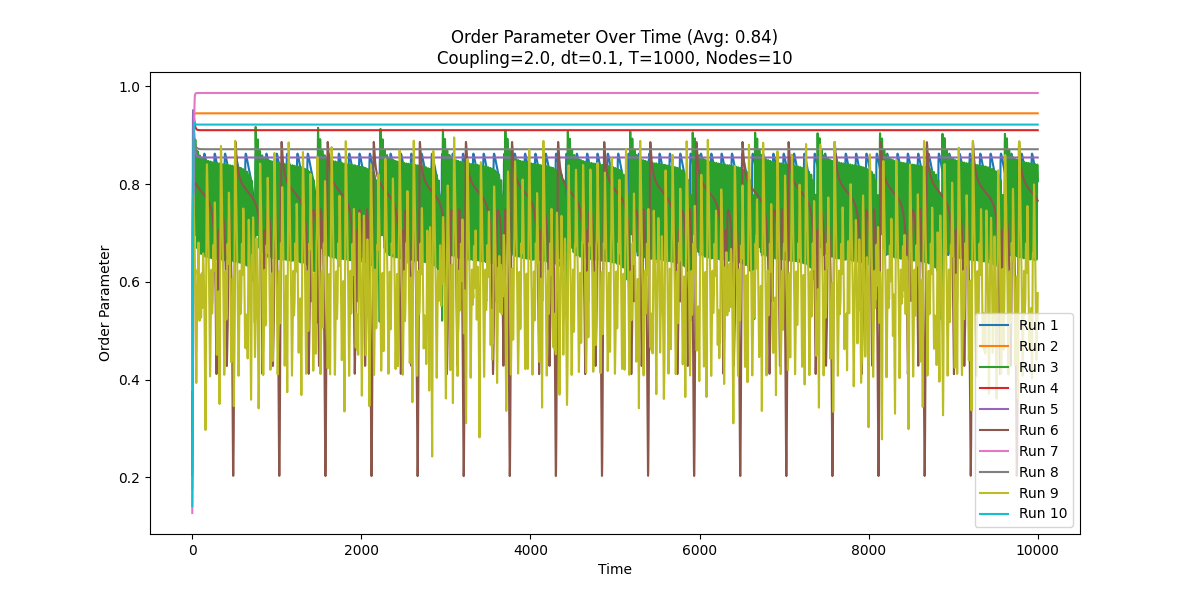 Order Parameter Over Time (Avg: 0.84)
Coupling=2.0, dt=0.1, T=1000, Nodes=10
Order Parameter
1.0
0.8
0.6
0.4
0.2
0
2000
4000
6000
8000
10000
Time
Run 1
Run 2
Run 3
Run 4
Run 5
Run 6
Run 7
Run 8
Run 9
Run 10